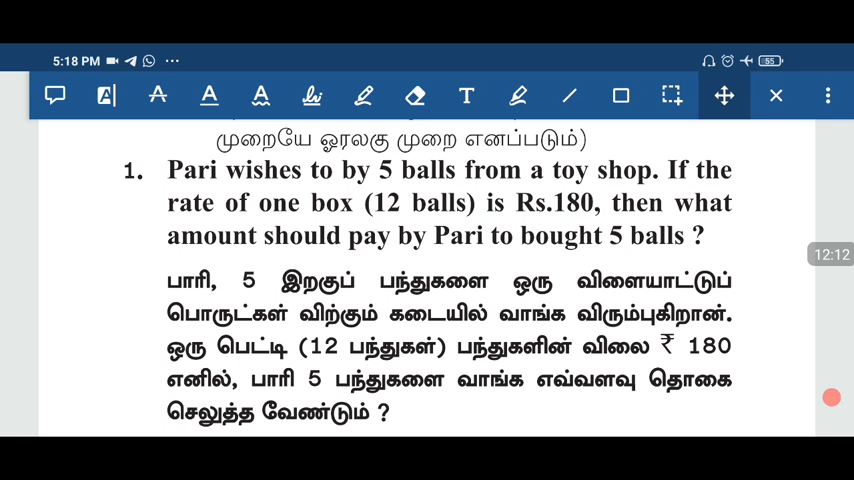 5:18 PM ...
55
A A A A T
முறையே ஓரலகு முறை எனப்படும்)
1. Pari wishes to by 5 balls from a toy shop. If the
rate of one box (12 balls) is Rs.180, then what
amount should pay by Pari to bought 5 balls ?
12:12
பாரி, 5 இறகுப் பந்துகளை ஒரு விளையாட்டுப்
பொருட்கள் விற்கும் கடையில் வாங்க விரும்புகிறான்.
ஒரு பெட்டி (12 பந்துகள்) பந்துகளின் விலை ₹ 180
எனில், பாரி 5 பந்துகளை வாங்க எவ்வளவு தொகை
செலுத்த வேண்டும் ?